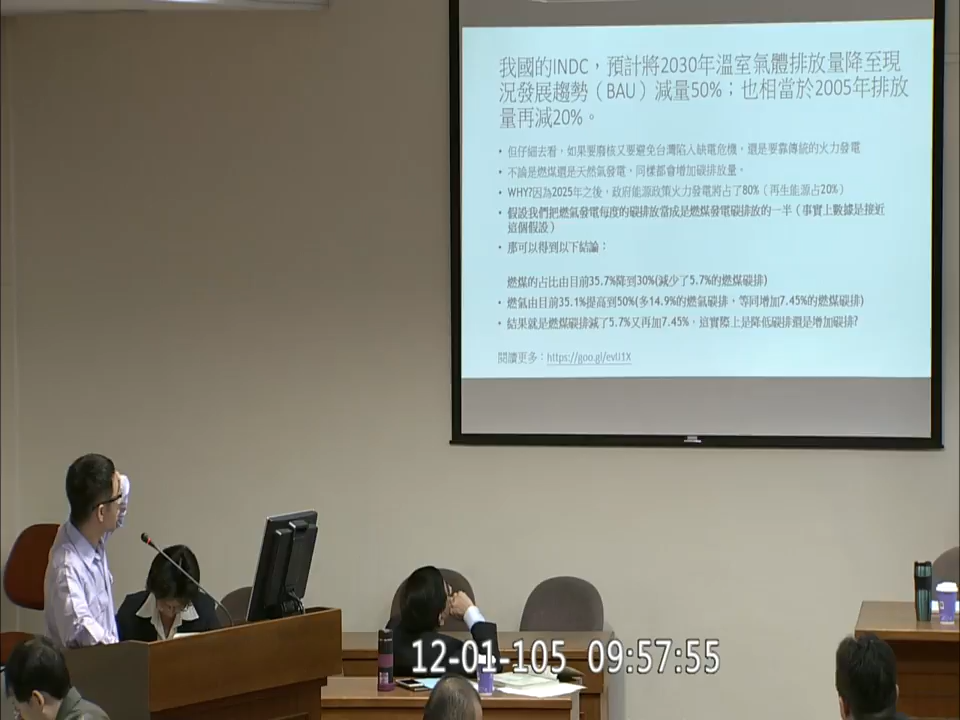 我國的INDC，預計將2030年溫室氣體排放量降至現
況發展趨勢（BAU）減量50%；也相當於2005年排放
量再減20%。
• 但仔細去看，如果要廢核又要避免台灣陷入缺電危機，還是要靠傳統的火力發電
• 不論是燃煤還是天然氣發電，同樣都會增加碳排放量。
• WHY?因為2025年之後，政府能源政策火力發電將占了80%（再生能源占20%）
• 假設我們把燃氣發電每度的碳排放當成是燃煤發電碳排放的一半（事實上數據是接近
這個假設）
• 那可以得到以下結論：
燃煤的占比由目前35.7%降到30%(減少了5.7%的燃煤碳排)
• 燃氣由目前35.1%提高到50%(多14.9%的燃氣碳排，等同增加7.45%的燃煤碳排)
• 結果就是燃煤碳排減了5.7%又再加7.45%，這實際上是降低碳排還是增加碳排?
閱讀更多：https://goo.gl/evli1X
12-01-105 09:57:55